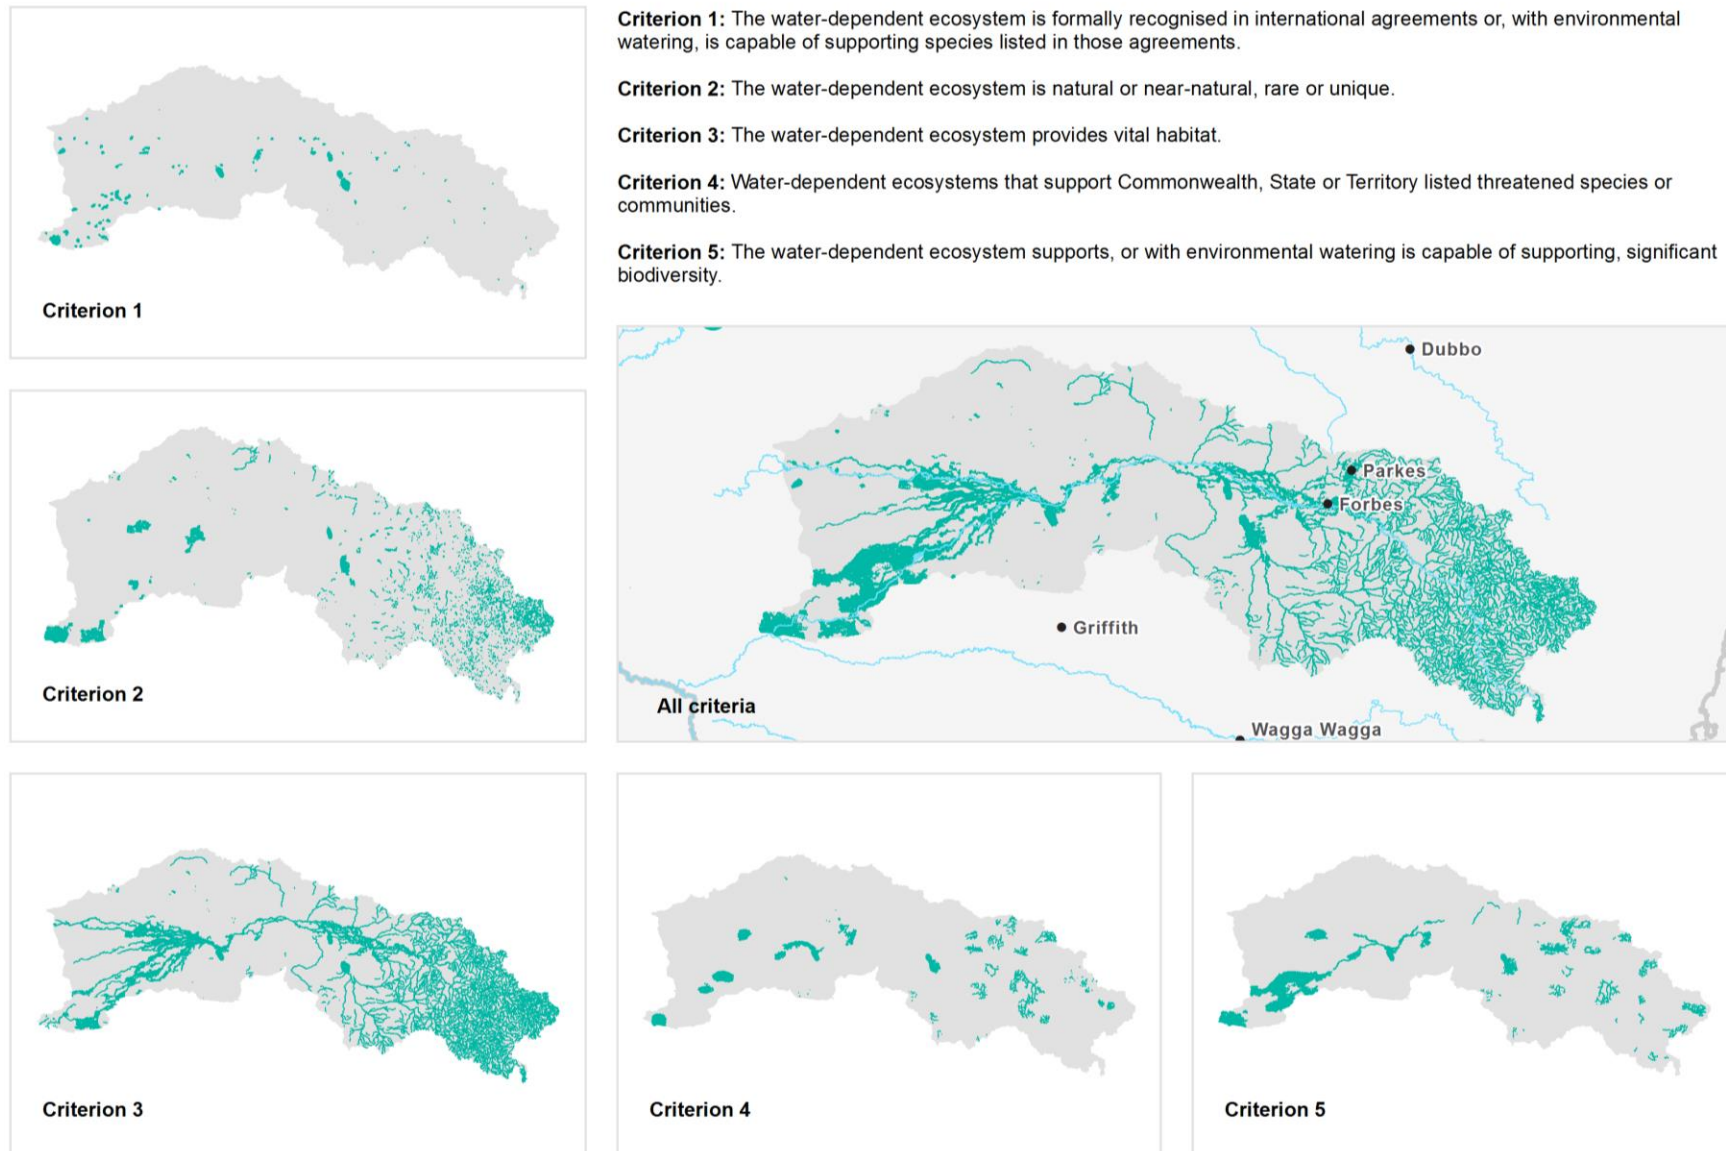 Criterion 1: The water-dependent ecosystem is formally recognised in international agreements or, with environmental
watering, is capable of supporting species listed in those agreements.
Criterion 2: The water-dependent ecosystem is natural or near-natural, rare or unique.
Criterion 3: The water-dependent ecosystem provides vital habitat.
Criterion 4: Water-dependent ecosystems that support Commonwealth, State or Territory listed threatened species or
communities.
Criterion 5: The water-dependent ecosystem supports, or with environmental watering is capable of supporting, significant
biodiversity.
Criterion 1
Criterion 2
Dubbo
Parkes
Forbes
Griffith
All criteria
Wagga Wagga
Criterion 3
Criterion 4
Criterion 5